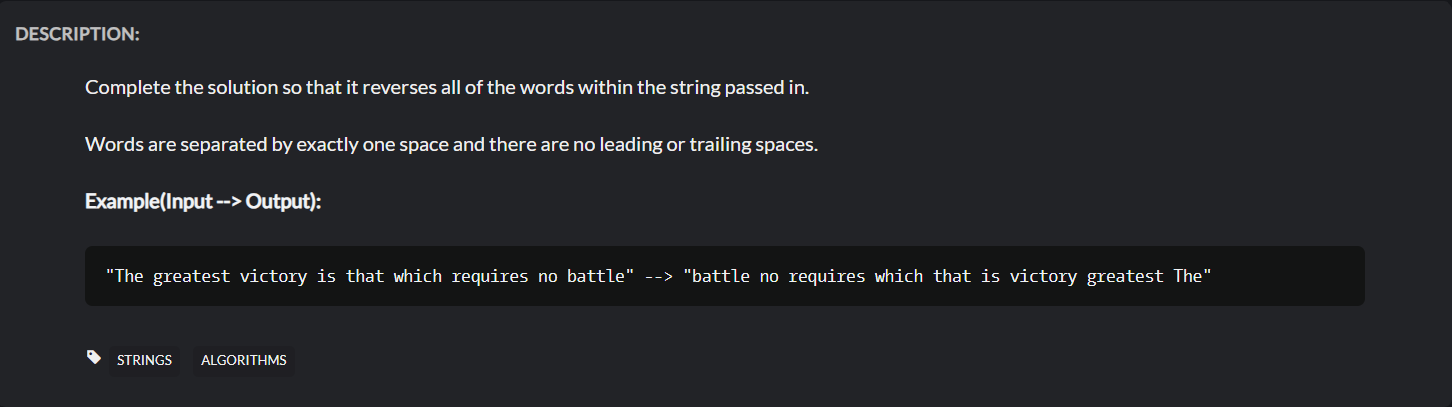 DESCRIPTION:
Complete the solution so that it reverses all of the words within the string passed in.
Words are separated by exactly one space and there are no leading or trailing spaces.
Example(Input --> Output):
"The greatest victory is that which requires no battle" --> "battle no requires which that is victory greatest The"
STRINGS ALGORITHMS